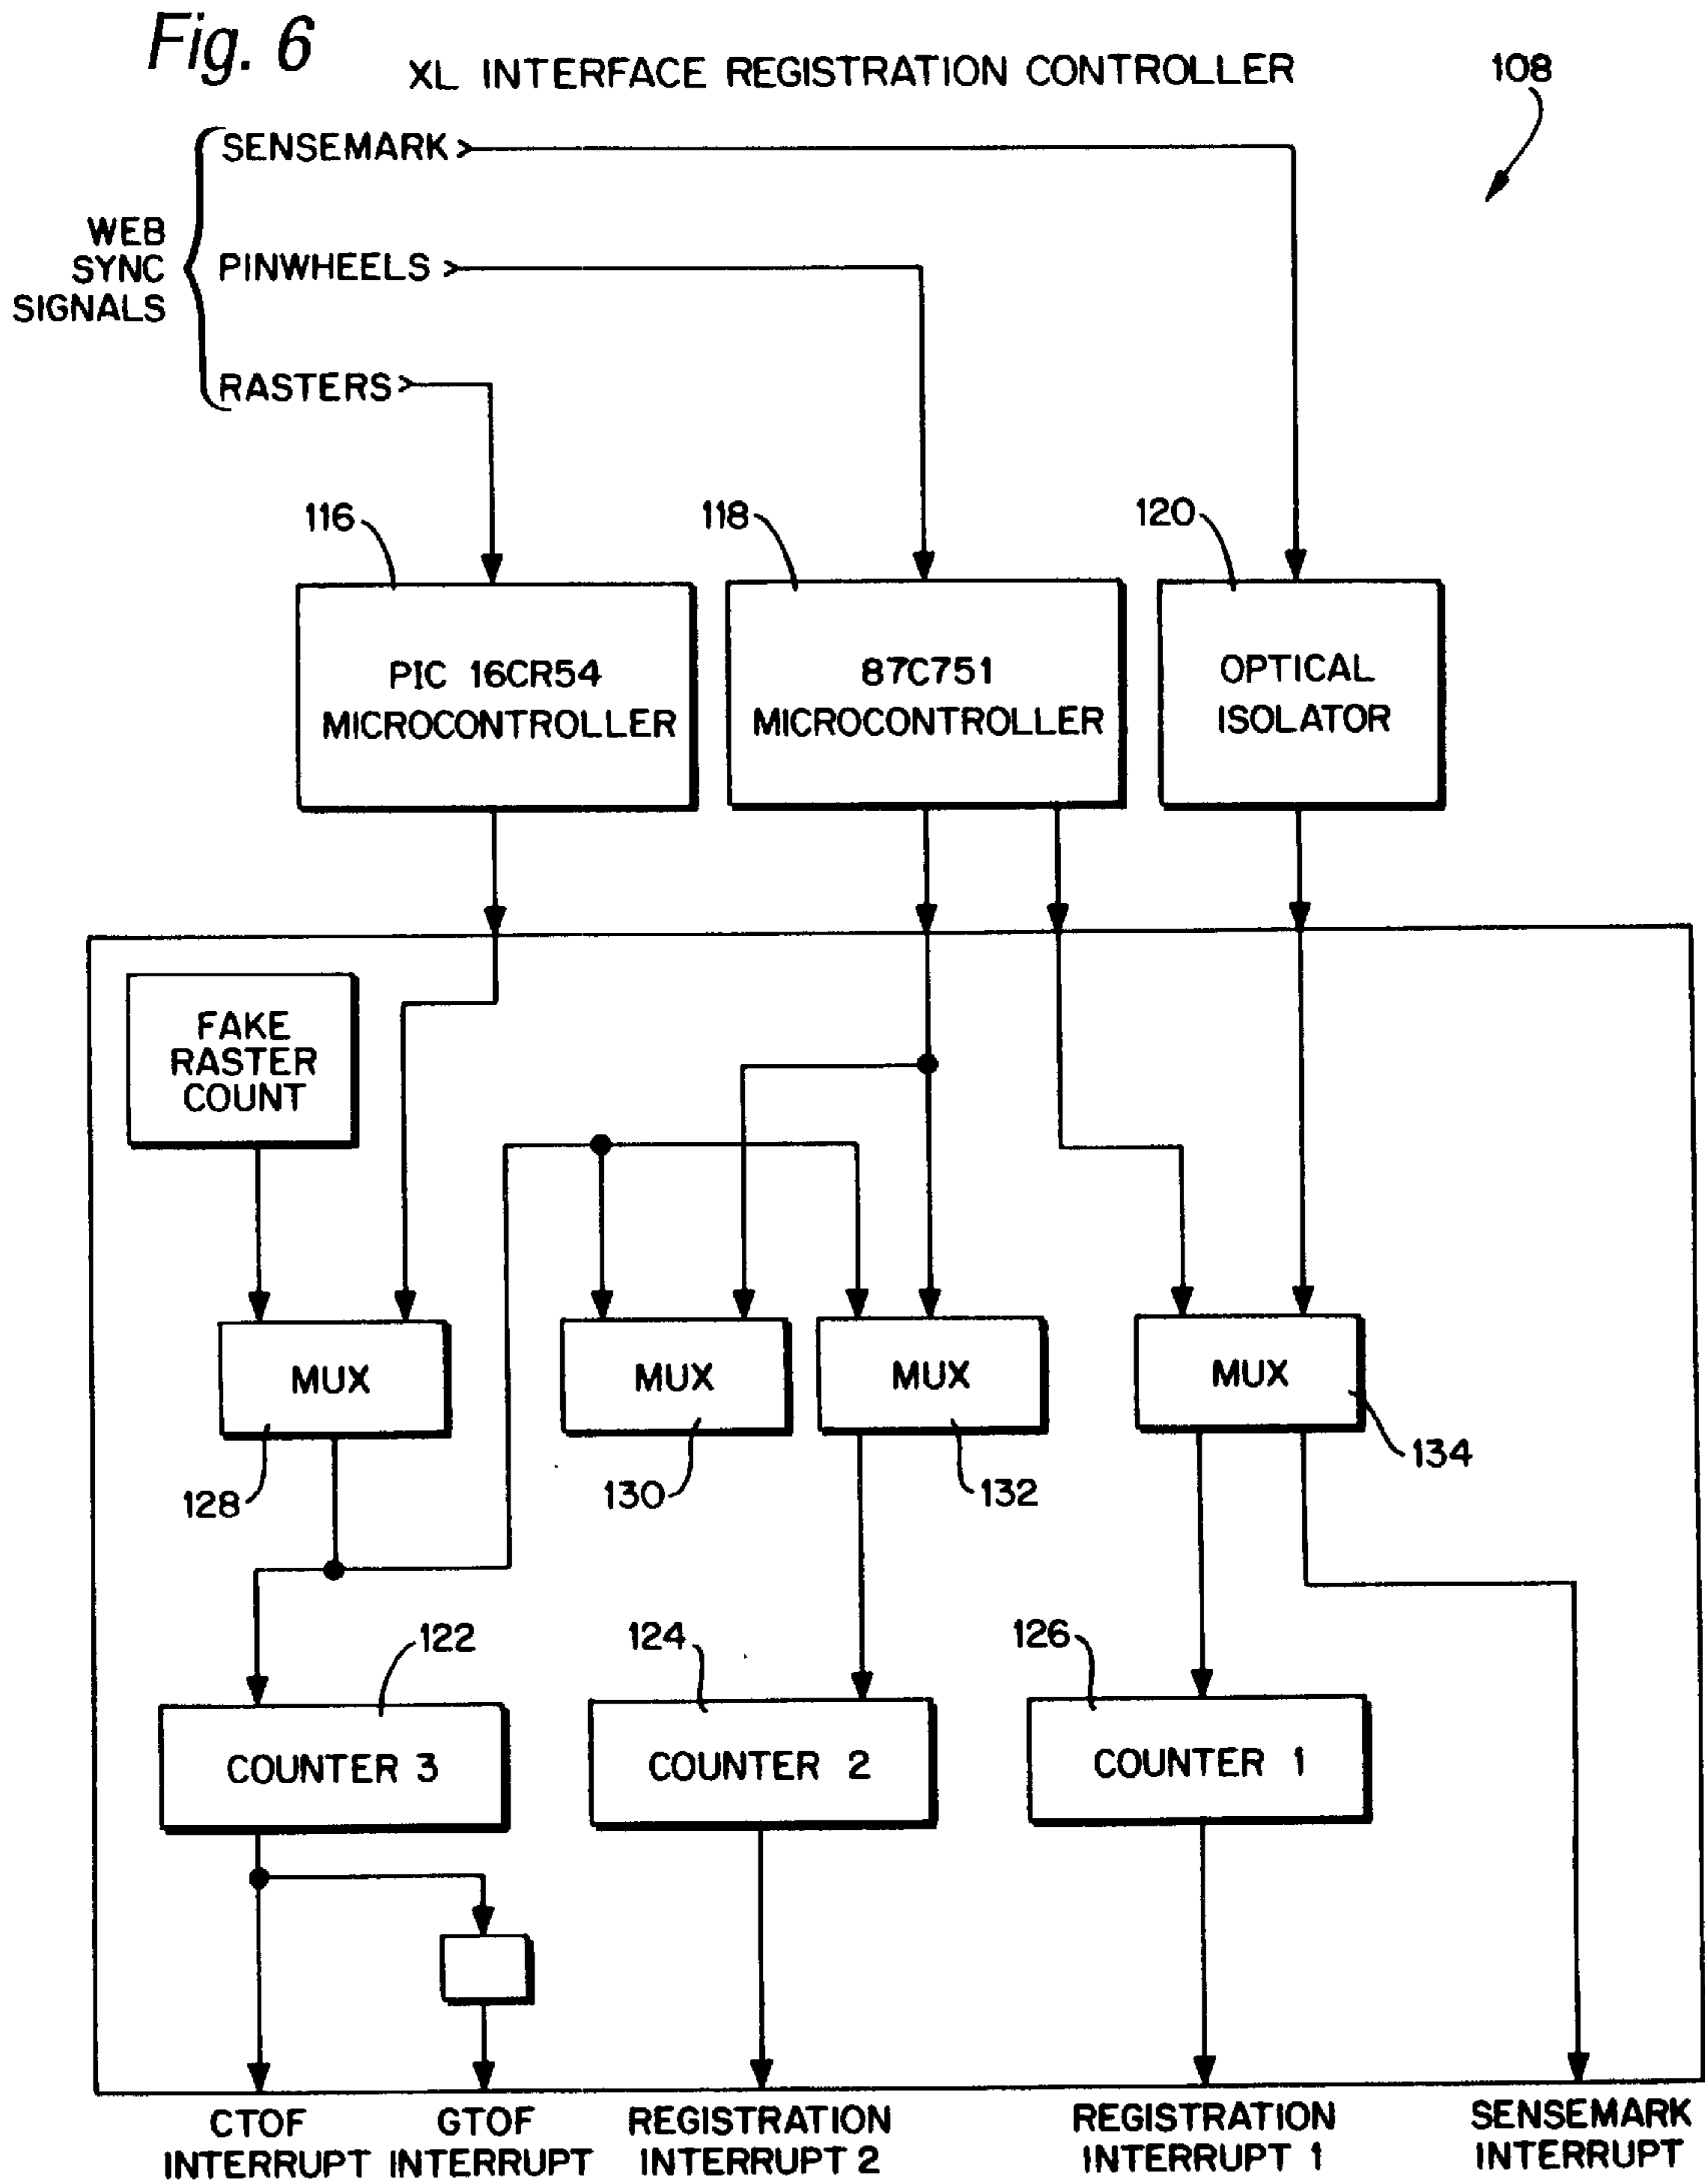 Fig. 6
XL INTERFACE REGISTRATION CONTROLLER
108
WEB
SYNC
SIGNALS
SENSEMARK
PINWHEELS
RASTERS
116
118
120
PIC 16CR54
MICROCONTROLLER
87C751
MICROCONTROLLER
OPTICAL
ISOLATOR
FAKE
RASTER
COUNT
MUX
MUX
MUX
MUX
128
130
132
134
122
124
126
COUNTER 3
COUNTER 2
COUNTER 1
CTOF
INTERRUPT
GTOF
INTERRUPT
REGISTRATION
INTERRUPT 2
REGISTRATION
INTERRUPT 1
SENSEMARK
INTERRUPT